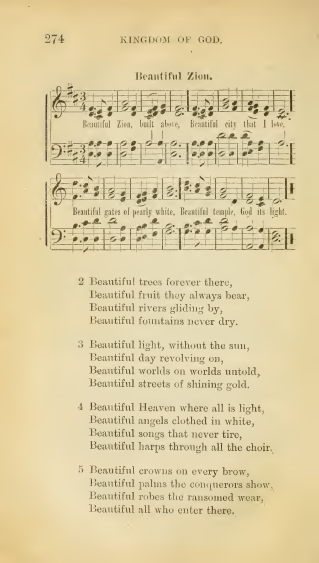 274 KINGDOM OF GOD.
Beautiful Zion.
Beautiful Zion, built above, Beautiful city that I love,
Beautiful gates of pearly white, Beautiful temple, God its light.
2 Beautiful trees forever there,
Beautiful fruit they always bear,
Beautiful rivers gliding by,
Beautiful fountains never dry.
3 Beautiful light, without the sun,
Beautiful day revolving on,
Beautiful worlds on worlds untold,
Beautiful streets of shining gold.
4 Beautiful Heaven where all is light,
Beautiful angels clothed in white,
Beautiful songs that never tire,
Beautiful harps through all the choir.
5 Beautiful crowns on every brow,
Beautiful palms the conquerors show,
Beautiful robes the ransomed wear,
Beautiful all who enter there.